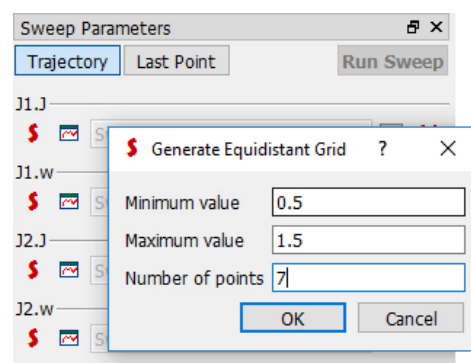 Sweep Parameters
Trajectory Last Point Run Sweep
J1.J
Generate Equidistant Grid ? X
J1.w
Minimum value 0.5
J2.J
Maximum value 1.5
Number of points 7
J2.w
OK Cancel